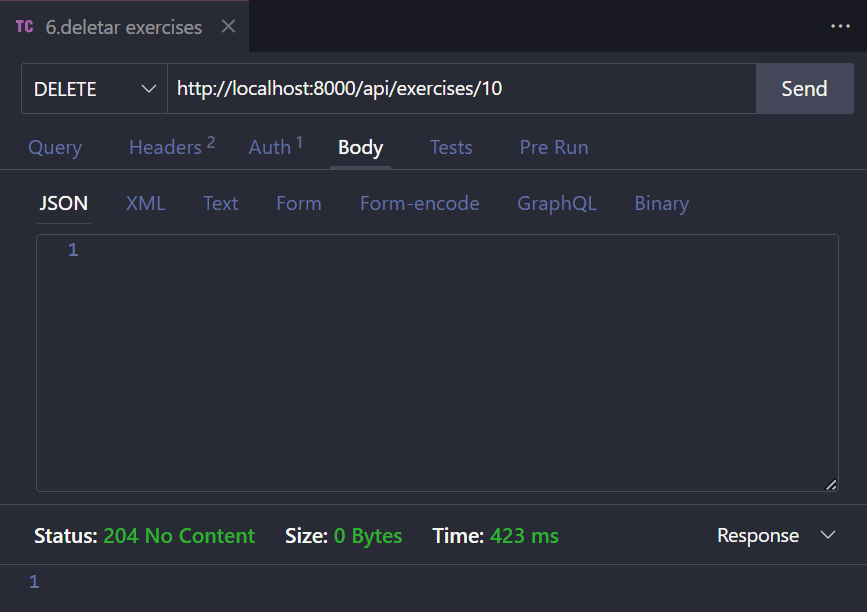 TC 6.deletar exercises
DELETE http://localhost:8000/api/exercises/10 Send
Query Headers 2 Auth 1 Body Tests Pre Run
JSON XML Text Form Form-encode GraphQL Binary
1
Status: 204 No Content Size: 0 Bytes Time: 423 ms Response
1